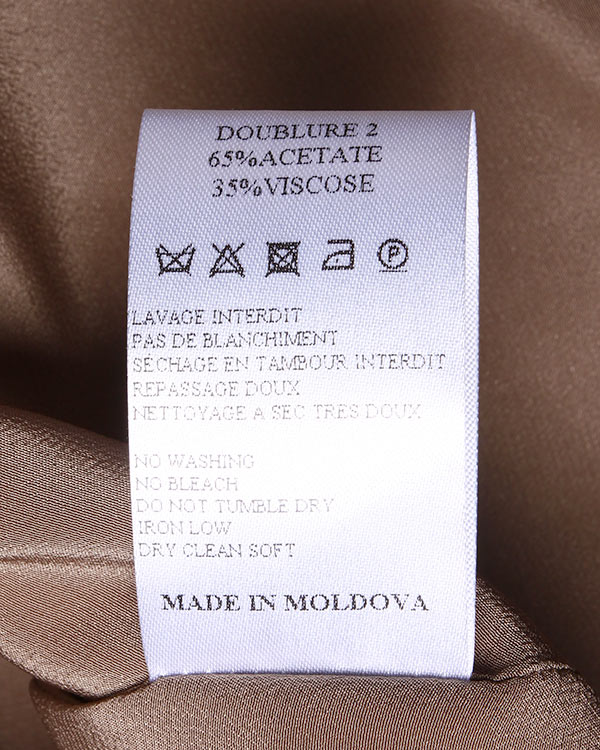 DOUBLURE 2
65%ACETATE
35%VISCOSE
P
LAVAGE INTERDIT
PAS DE BLANCHIMENT
SÉCHAGE EN TAMBOUR INTERDIT
REPASSAGE DOUX
NETTOYAGE A SEC TRES DOUX
NO WASHING
NO BLEACH
DO NOT TUMBLE DRY
IRON LOW
DRY CLEAN SOFT
MADE IN MOLDOVA